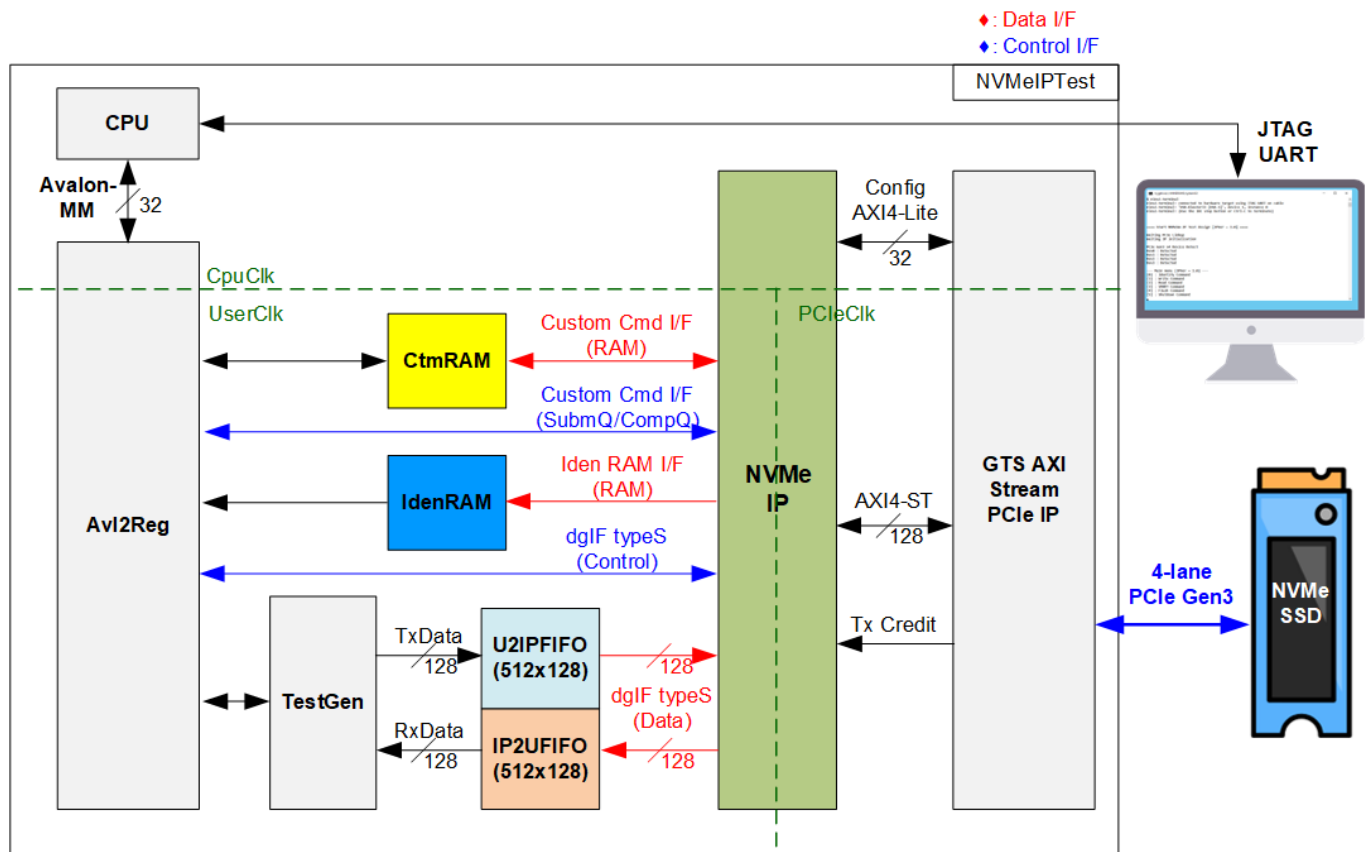 ♦: Data I/F
♦: Control I/F
NVMeIPTest
CPU
JTAG
UART
Avalon-
MM
32
Config
AXI4-Lite
32
CpuClk
UserClk
PCIeClk
CtmRAM
Custom Cmd I/F
(RAM)
Custom Cmd I/F
(SubmQ/CompQ)
Avl2Reg
IdenRAM
Iden RAM I/F
(RAM)
NVMe
IP
GTS AXI
Stream
PCIe IP
AXI4-ST
128
dgIF typeS
(Control)
4-lane
PCIe Gen3
NVMe
SSD
Tx Credit
TestGen
TxData
128
U2IPFIFO
(512x128)
128
dgIF typeS
(Data)
RxData
128
IP2UFIFO
(512x128)
128